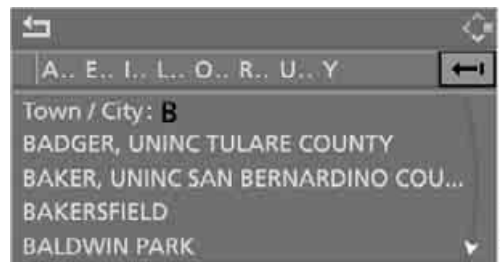 A.. E.. I.. L.. O.. R.. U.. Y
Town / City: B
BADGER, UNINC TULARE COUNTY
BAKER, UNINC SAN BERNARDINO COU...
BAKERSFIELD
BALDWIN PARK